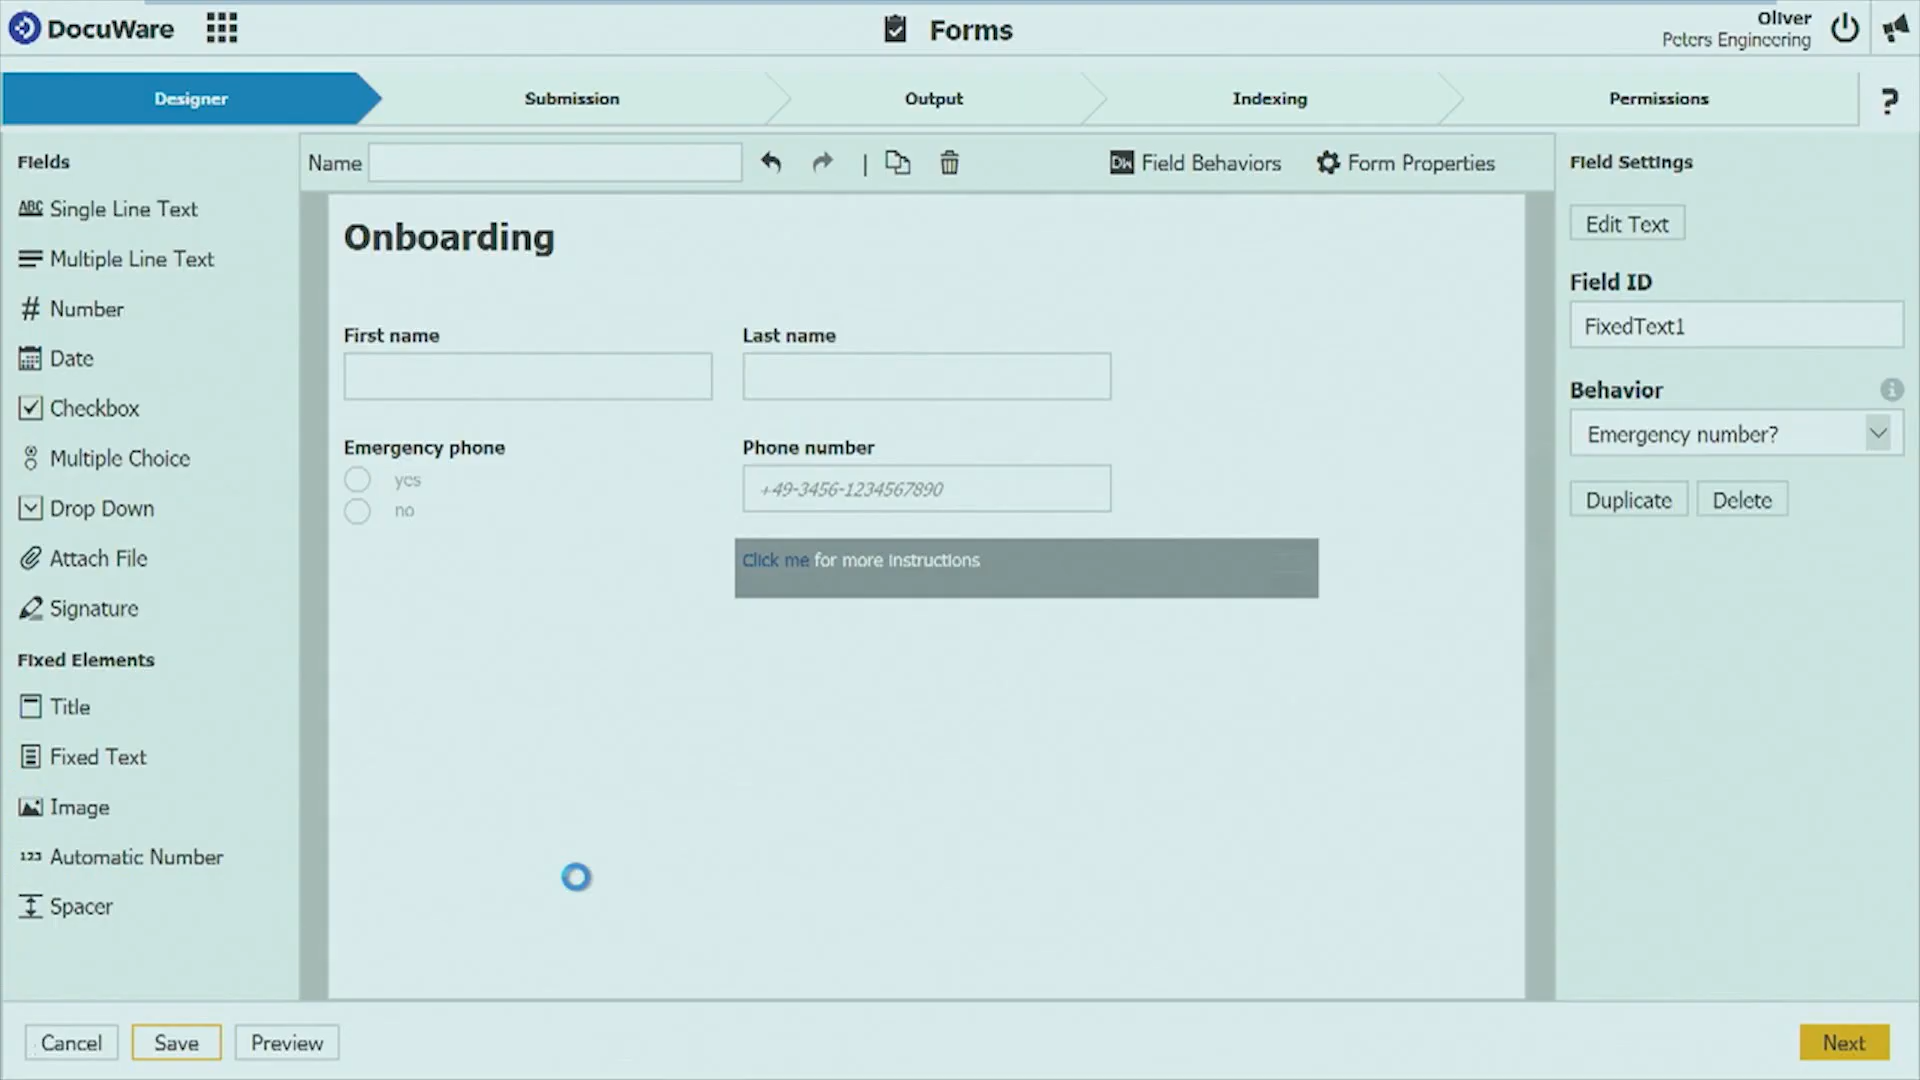 DocuWare
Forms
Oliver
Peters Engineering
Designer
Submission
Output
Indexing
Permissions
?
Fields
Name
Field Behaviors
Form Properties
Field Settings
ABC Single Line Text
Multiple Line Text
# Number
Date
Checkbox
Multiple Choice
Drop Down
Attach File
Signature
Fixed Elements
Title
Fixed Text
Image
123 Automatic Number
Spacer
Onboarding
First name
Last name
Emergency phone
yes
no
Phone number
+49-3456-1234567890
Click me for more instructions
Edit Text
Field ID
FixedText1
Behavior
Emergency number?
Duplicate
Delete
Cancel
Save
Preview
Next